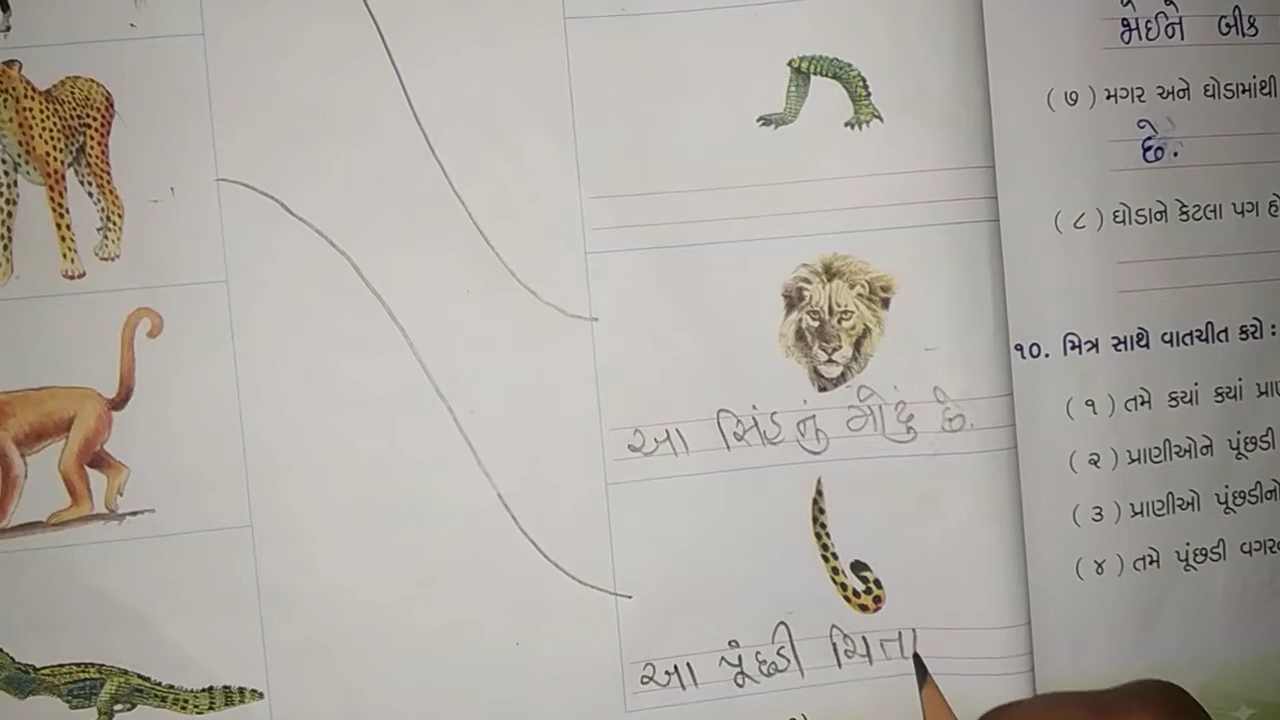 આ સિંહનું મોઢું છે.
આ પૂંછડી ચિતા
ભેંઈને બીક
(૭) મગર અને ઘોડામાંથી
છે.
(૮) ઘોડાને કેટલા પગ હો
૧૦. મિત્ર સાથે વાતચીત કરો :
(૧) તમે કયાં કયાં પ્રા
(૨) પ્રાણીઓને પૂંછડી
(૩) પ્રાણીઓ પૂંછડીનો
(૪) તમે પૂંછડી વગર